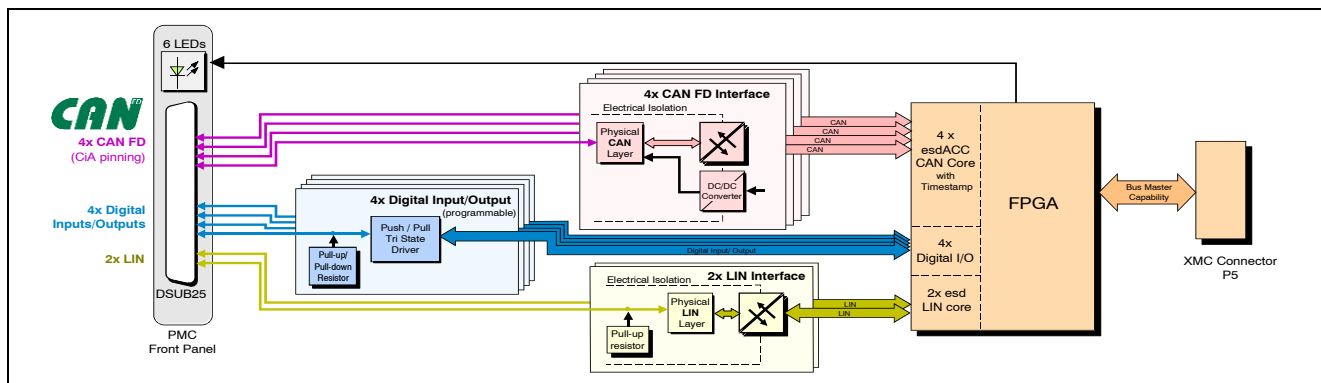 6 LEDs
CAN FD
4x CAN FD
(CiA pinning)
4x Digital
Inputs/Outputs
2x LIN
DSUB25
PMC
Front Panel
4x CAN FD Interface
Electrical Isolation
Physical
CAN
Layer
DC/DC
Converter
CAN
CAN
CAN
CAN
4x Digital Input/Output
(programmable)
Push / Pull
Tri State
Driver
Pull-up/
Pull-down
Resistor
Digital Input/ Output
2x LIN Interface
Electrical Isolation
Physical
LIN
Layer
Pull-up
resistor
LIN
LIN
4 x
esdACC
CAN Core
with
Timestamp
4x
Digital I/O
2x esd
LIN core
FPGA
Bus Master
Capability
XMC Connector
P5